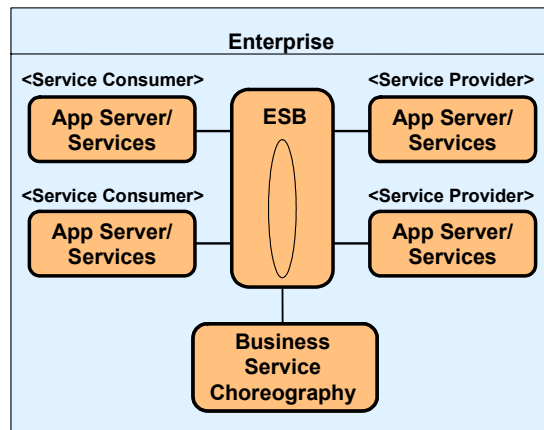 Enterprise
<Service Consumer>
App Server/
Services
<Service Consumer>
App Server/
Services
ESB
<Service Provider>
App Server/
Services
<Service Provider>
App Server/
Services
Business
Service
Choreography